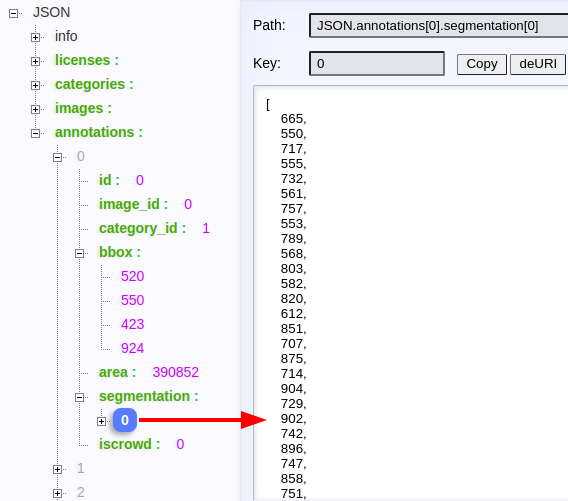 JSON
info
licenses :
categories :
images :
annotations :
0
id : 0
image_id : 0
category_id : 1
bbox :
520
550
423
924
area : 390852
segmentation :
0
iscrowd : 0
1
2
Path: JSON.annotations[0].segmentation[0]
Key: 0 Copy deURI
[
665,
550,
717,
555,
732,
561,
757,
553,
789,
568,
803,
582,
820,
612,
851,
707,
875,
714,
904,
729,
902,
742,
896,
747,
858,
751,